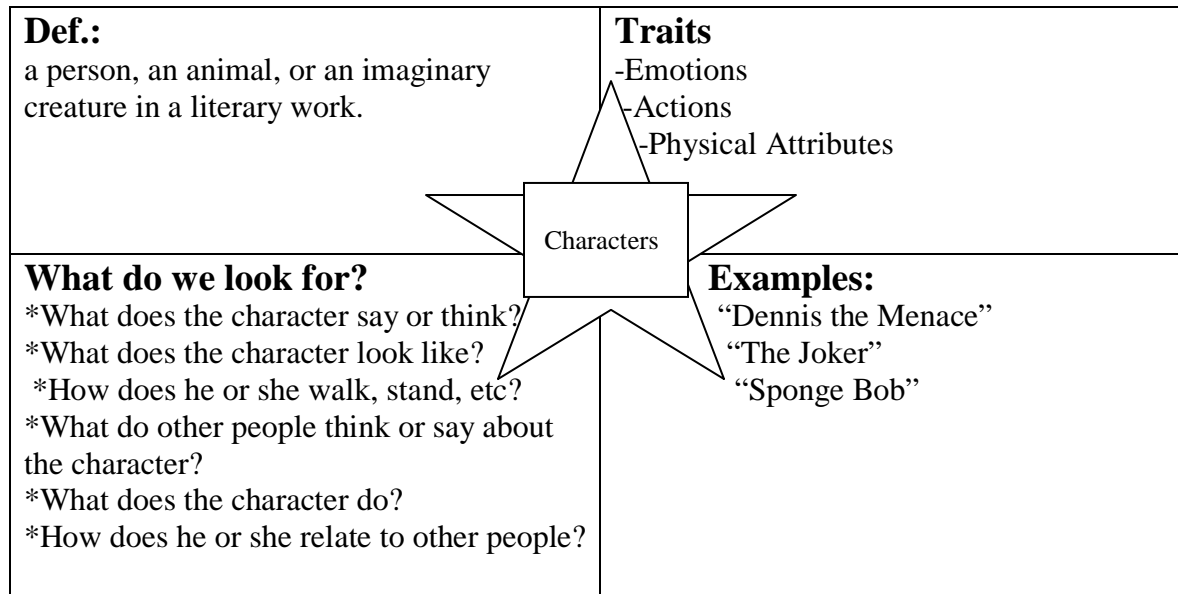 Def.:
a person, an animal, or an imaginary
creature in a literary work.
Traits
-Emotions
-Actions
-Physical Attributes
Characters
What do we look for?
*What does the character say or think?
*What does the character look like?
*How does he or she walk, stand, etc?
*What do other people think or say about
the character?
*What does the character do?
*How does he or she relate to other people?
Examples:
“Dennis the Menace”
“The Joker”
“Sponge Bob”